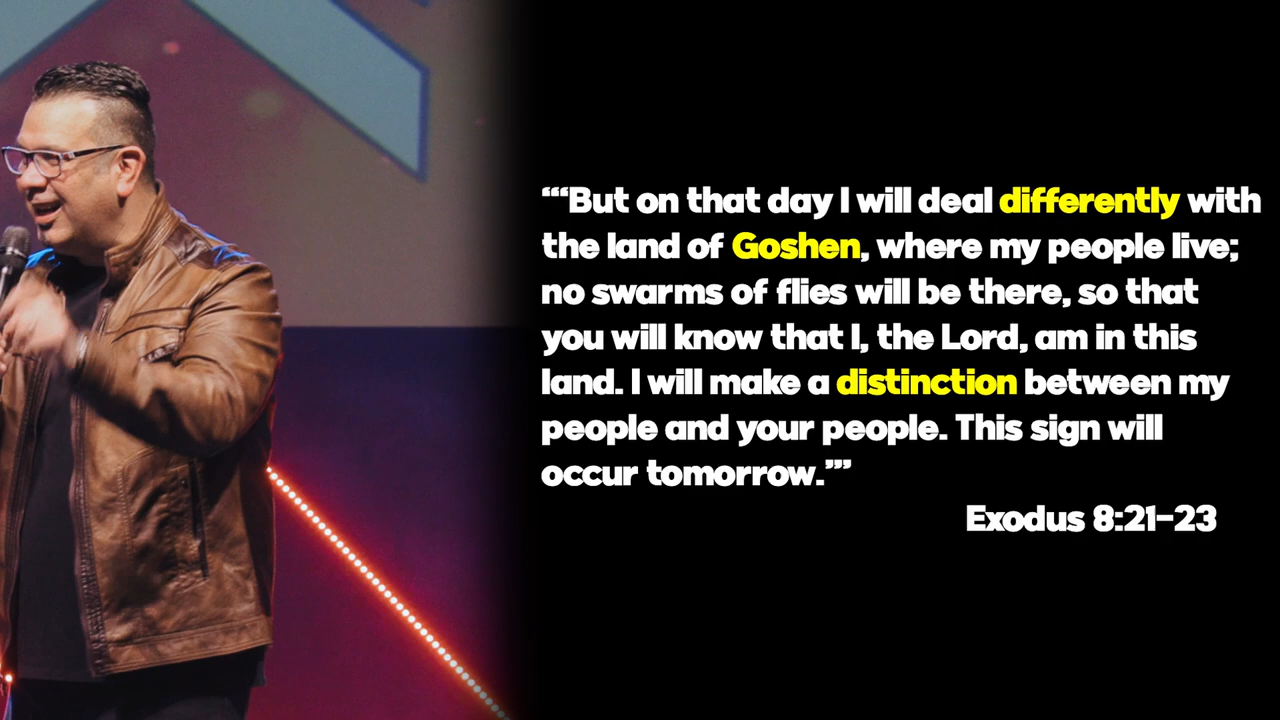 "'"But on that day I will deal differently with
the land of Goshen, where my people live;
no swarms of flies will be there, so that
you will know that I, the Lord, am in this
land. I will make a distinction between my
people and your people. This sign will
occur tomorrow."'"
Exodus 8:21–23